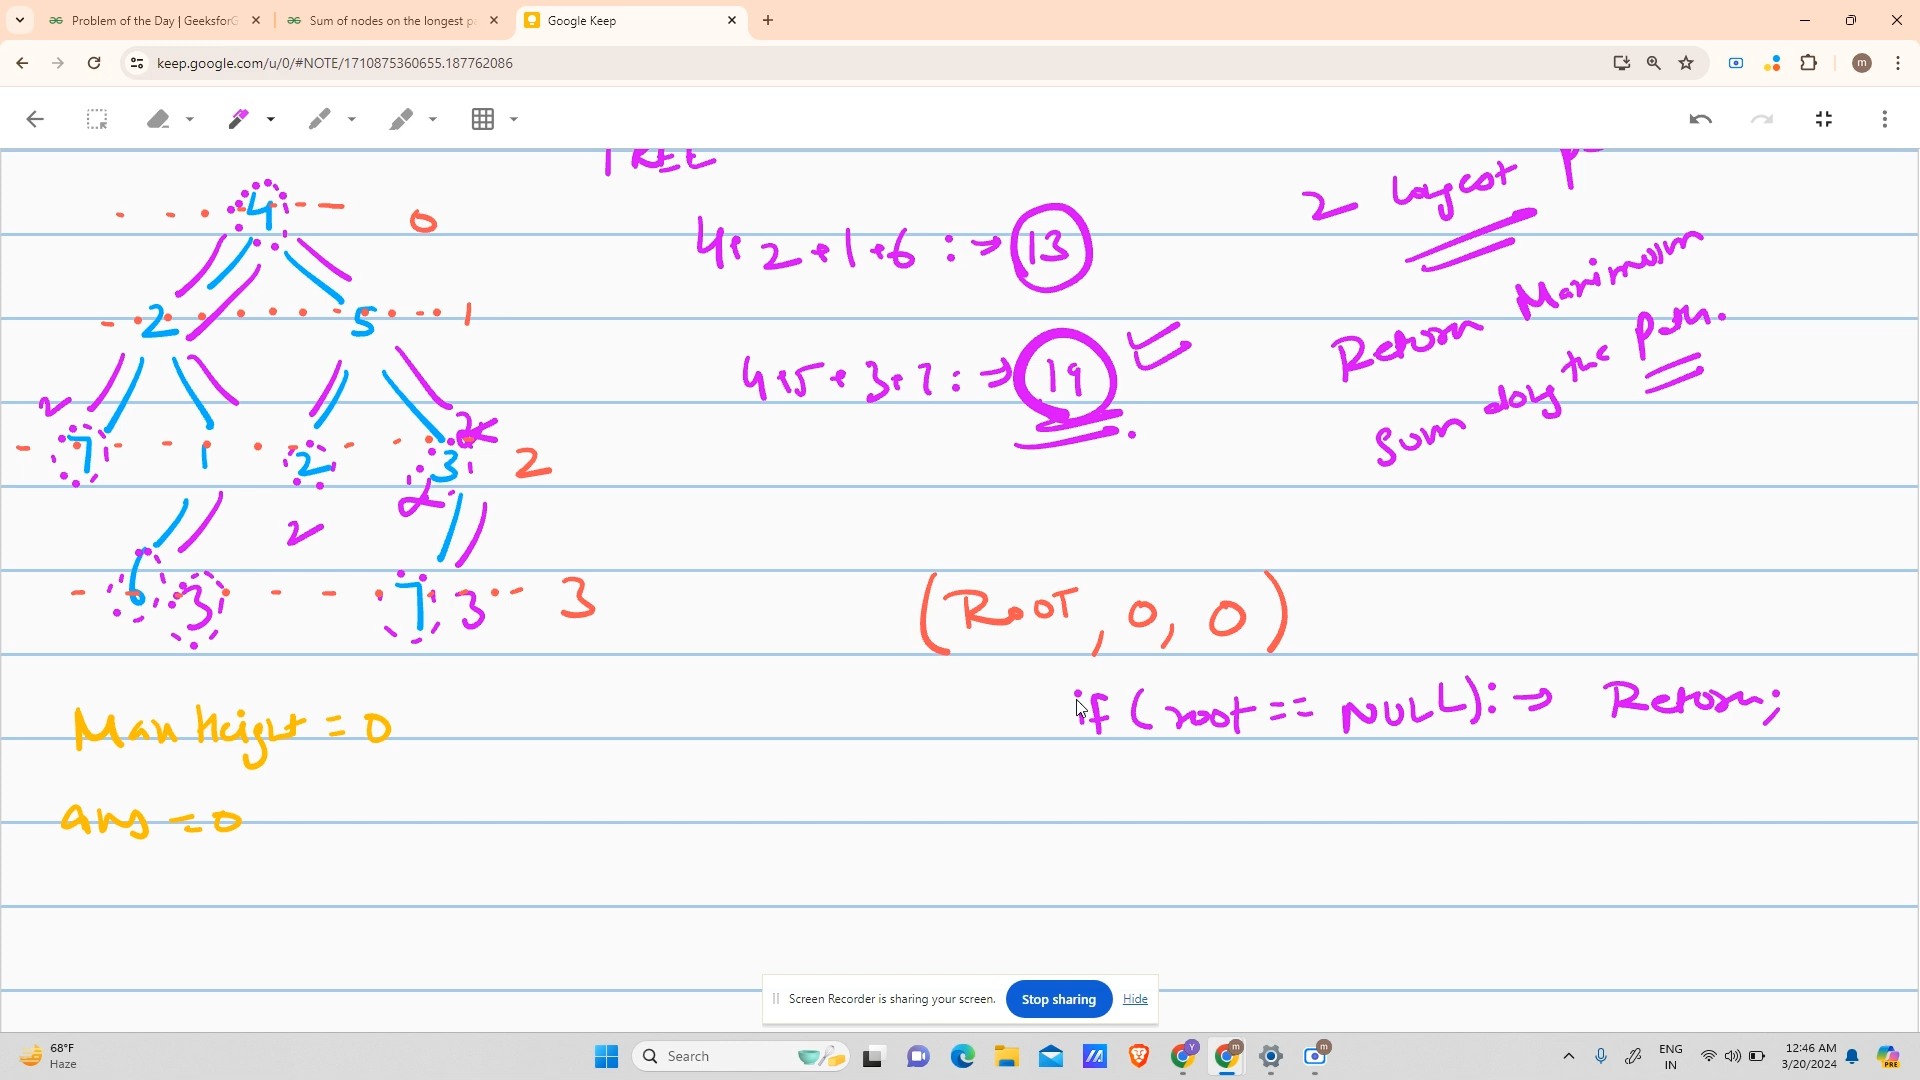 Problem of the Day | GeeksforG
Sum of nodes on the longest pa
Google Keep
keep.google.com/u/0/#NOTE/1710875360655.187762086
m
TREE
2 Longest
4+2+1+6 :→ 13
Return Maximum
Sum along the Path.
4+5+3+7 :→ 19
4 0
2 5 1
2
7 1 2 3 2
2
6 3 7 3 3
(ROOT, 0, 0)
if (root == NULL):→ Return;
Max height = 0
ans = 0
Screen Recorder is sharing your screen.
Stop sharing
Hide
68°F
Haze
Search
ENG
IN
12:46 AM
3/20/2024